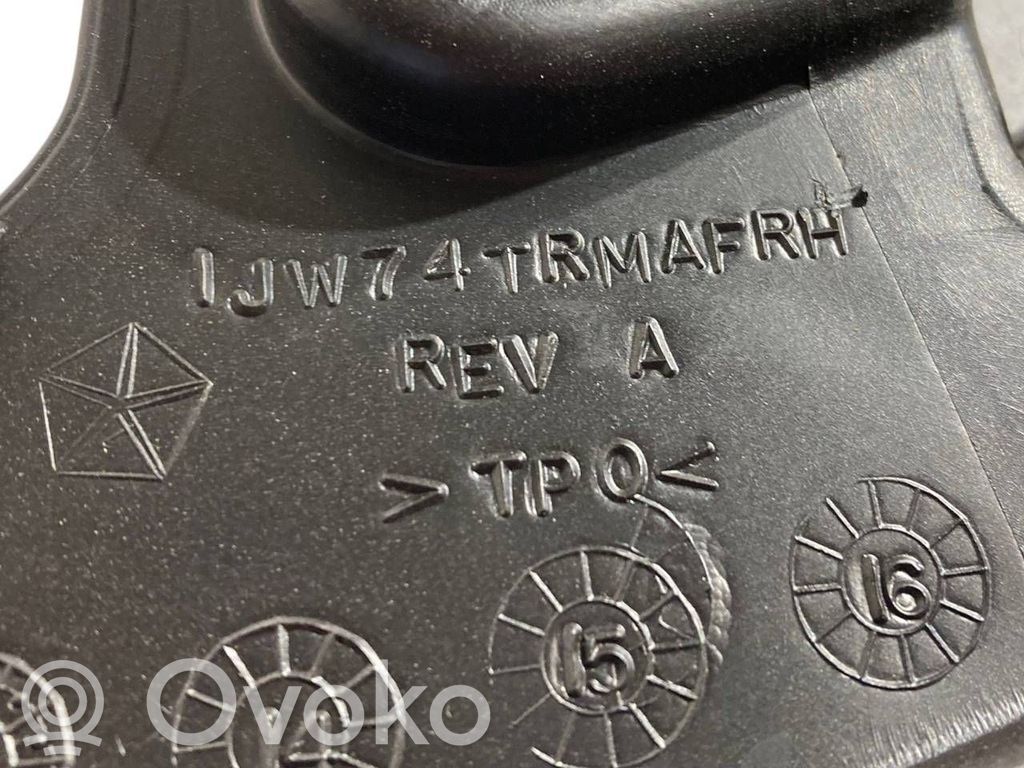 1JW74TRMAFRH
REV A
>TPO<
16
15
Ovoko